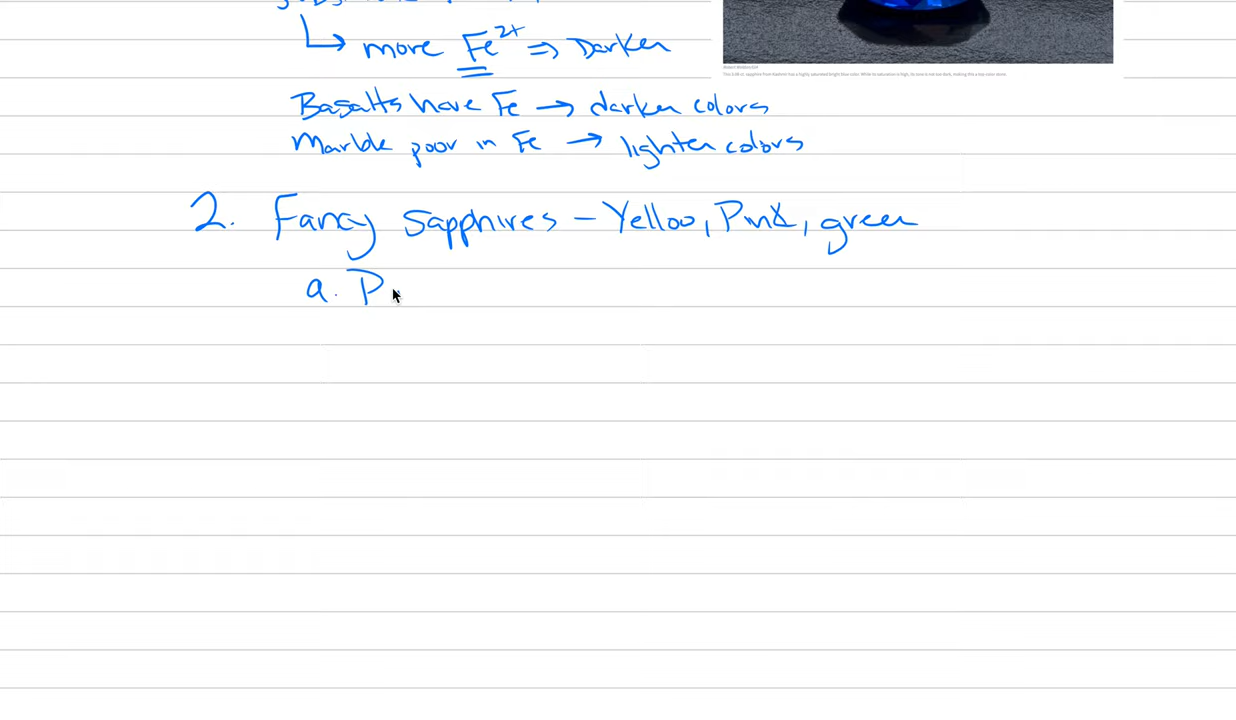 more Fe²⁺ ⇒ Darker
Basalts have Fe → darker colors
Marble poor in Fe → lighter colors
2. Fancy Sapphires – Yellow, Pink, green
a. P